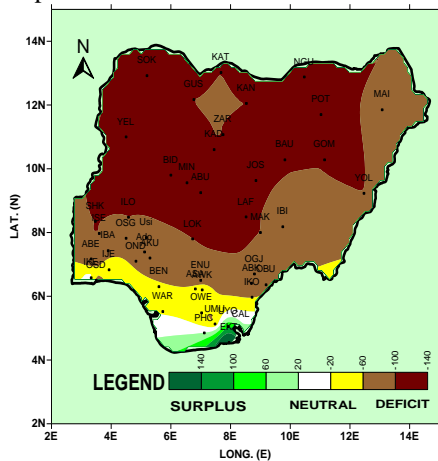 14N
12N
10N
8N
6N
4N
2N
LAT. (N)
N
SOK
KAT
NGU
GUS
KAN
MAI
POT
YEL
ZAR
KAD
BID
MIN
BAU
GOM
ABU
JOS
YOL
SHK
ILO
LAF
ISE
OSG
Usi
LOK
MAK
IBI
IBA
Ado
AKU
ABE
IJE
OND
ENU
OGJ
ABK
OBU
OSD
BEN
AWK
IKO
WAR
OWE
UMU
UYO
CAL
PHC
EKT
140
100
60
20
-20
-60
-100
-140
LEGEND
SURPLUS
NEUTRAL
DEFICIT
2E
4E
6E
8E
10E
12E
14E
LONG. (E)